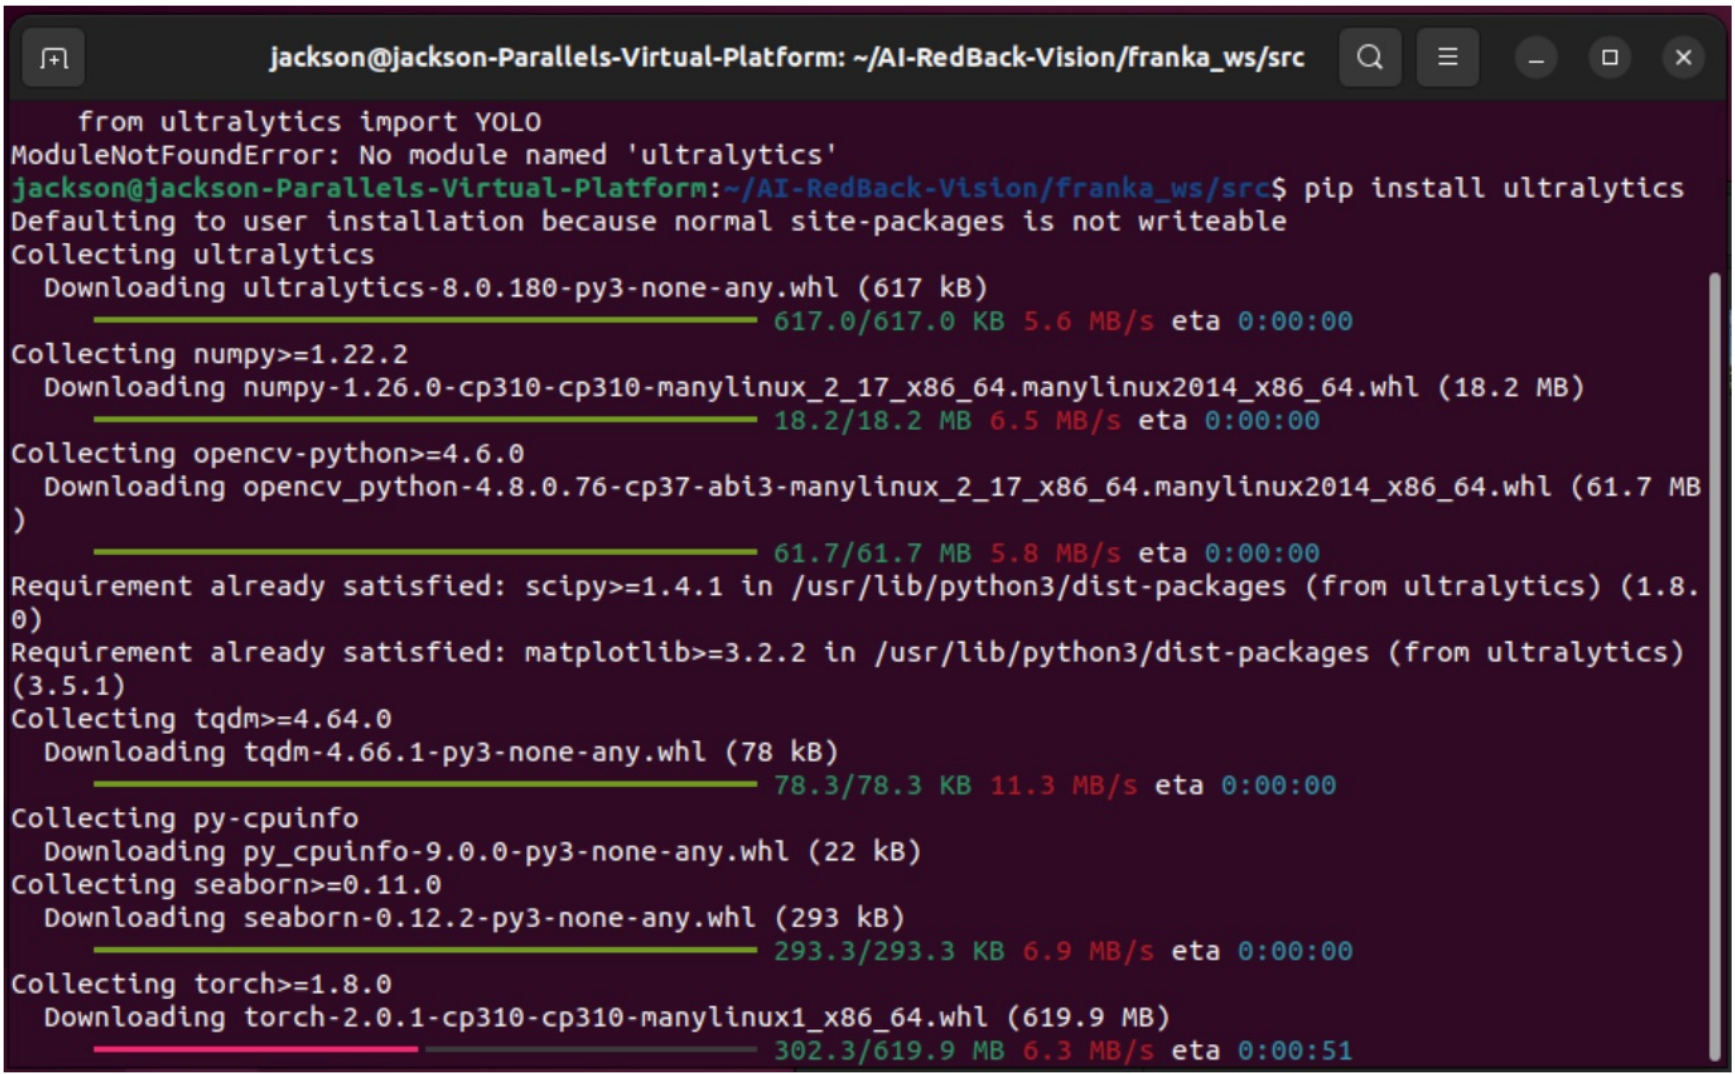 jackson@jackson-Parallels-Virtual-Platform: ~/AI-RedBack-Vision/franka_ws/src
from ultralytics import YOLO
ModuleNotFoundError: No module named 'ultralytics'
jackson@jackson-Parallels-Virtual-Platform:~/AI-RedBack-Vision/franka_ws/src$ pip install ultralytics
Defaulting to user installation because normal site-packages is not writeable
Collecting ultralytics
Downloading ultralytics-8.0.180-py3-none-any.whl (617 kB)
617.0/617.0 KB 5.6 MB/s eta 0:00:00
Collecting numpy>=1.22.2
Downloading numpy-1.26.0-cp310-cp310-manylinux_2_17_x86_64.manylinux2014_x86_64.whl (18.2 MB)
18.2/18.2 MB 6.5 MB/s eta 0:00:00
Collecting opencv-python>=4.6.0
Downloading opencv_python-4.8.0.76-cp37-abi3-manylinux_2_17_x86_64.manylinux2014_x86_64.whl (61.7 MB
)
61.7/61.7 MB 5.8 MB/s eta 0:00:00
Requirement already satisfied: scipy>=1.4.1 in /usr/lib/python3/dist-packages (from ultralytics) (1.8.
0)
Requirement already satisfied: matplotlib>=3.2.2 in /usr/lib/python3/dist-packages (from ultralytics)
(3.5.1)
Collecting tqdm>=4.64.0
Downloading tqdm-4.66.1-py3-none-any.whl (78 kB)
78.3/78.3 KB 11.3 MB/s eta 0:00:00
Collecting py-cpuinfo
Downloading py_cpuinfo-9.0.0-py3-none-any.whl (22 kB)
Collecting seaborn>=0.11.0
Downloading seaborn-0.12.2-py3-none-any.whl (293 kB)
293.3/293.3 KB 6.9 MB/s eta 0:00:00
Collecting torch>=1.8.0
Downloading torch-2.0.1-cp310-cp310-manylinux1_x86_64.whl (619.9 MB)
302.3/619.9 MB 6.3 MB/s eta 0:00:51